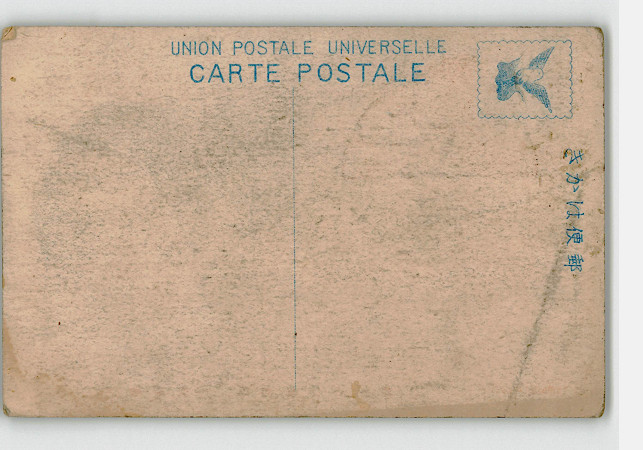 UNION POSTALE UNIVERSELLE
CARTE POSTALE
郵便はかき